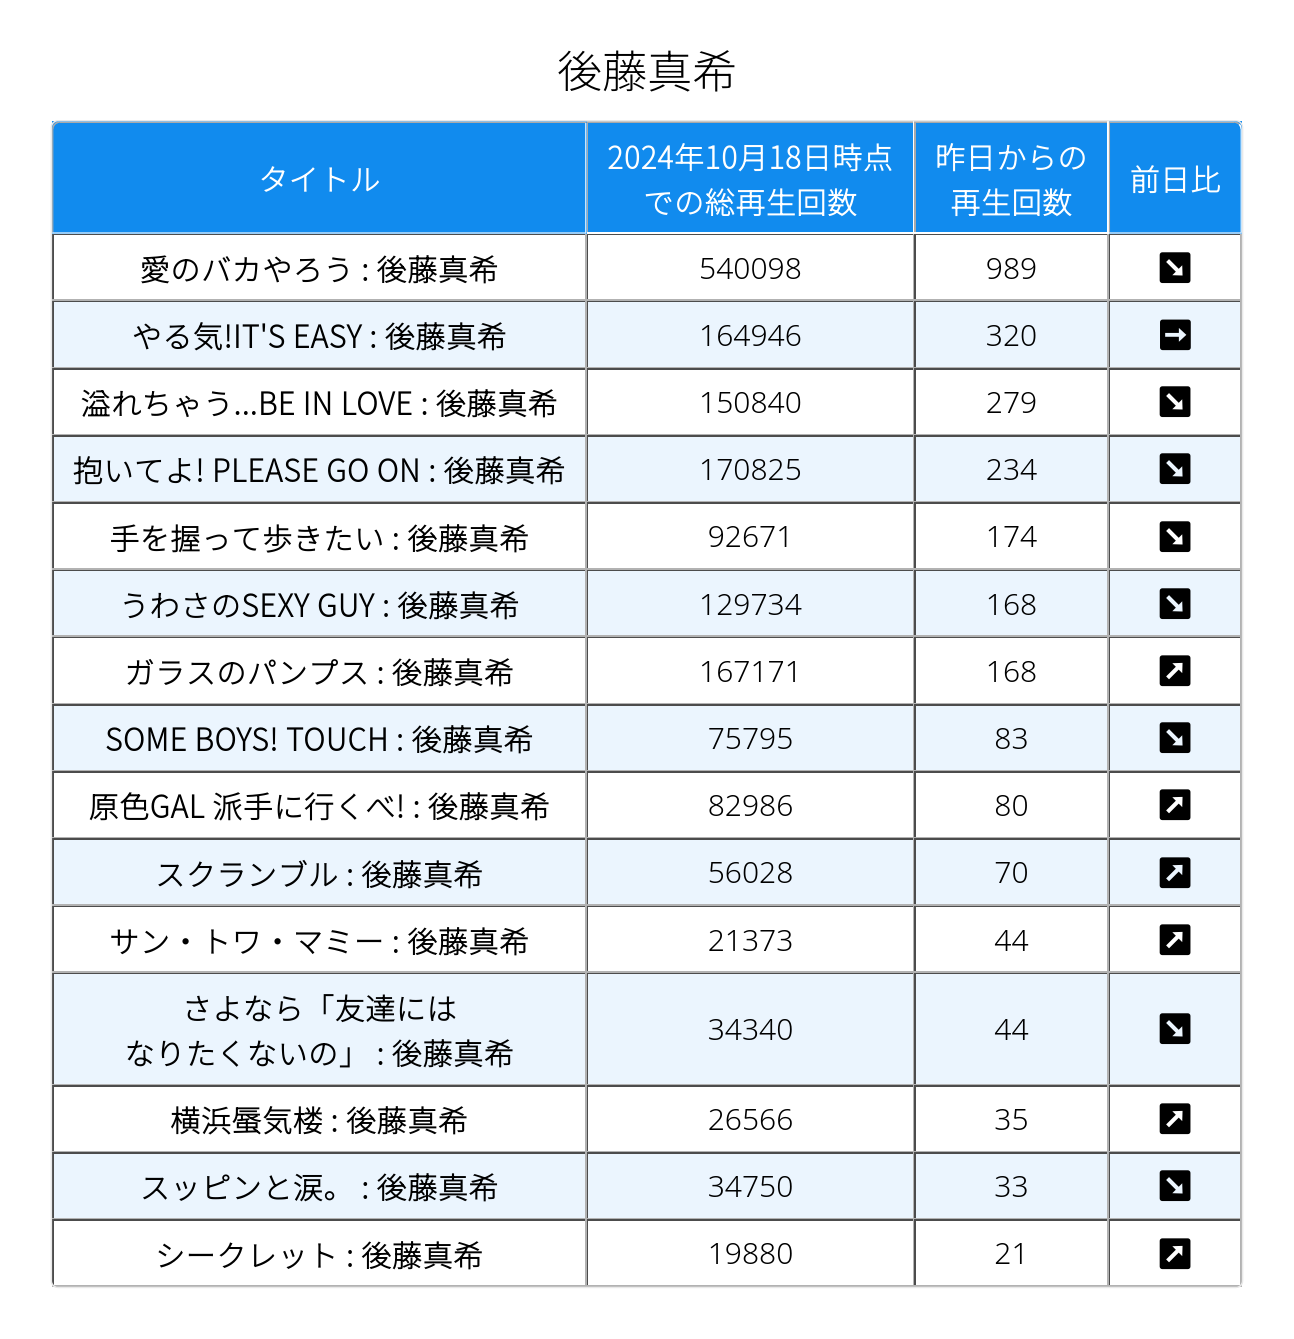 後藤真希
タイトル
2024年10月18日時点
での総再生回数
昨日からの
再生回数
前日比
愛のバカやろう : 後藤真希 540098 989 ↘
やる気!IT'S EASY : 後藤真希 164946 320 →
溢れちゃう...BE IN LOVE : 後藤真希 150840 279 ↘
抱いてよ! PLEASE GO ON : 後藤真希 170825 234 ↘
手を握って歩きたい : 後藤真希 92671 174 ↘
うわさのSEXY GUY : 後藤真希 129734 168 ↘
ガラスのパンプス : 後藤真希 167171 168 ↗
SOME BOYS! TOUCH : 後藤真希 75795 83 ↘
原色GAL 派手に行くべ! : 後藤真希 82986 80 ↗
スクランブル : 後藤真希 56028 70 ↗
サン・トワ・マミー : 後藤真希 21373 44 ↗
さよなら「友達には
なりたくないの」 : 後藤真希 34340 44 ↘
横浜蜃気楼 : 後藤真希 26566 35 ↗
スッピンと涙。 : 後藤真希 34750 33 ↘
シークレット : 後藤真希 19880 21 ↗